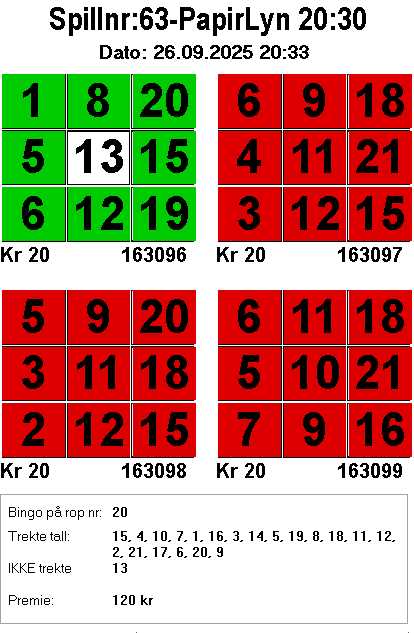 Spillnr:63-PapirLyn 20:30
Dato: 26.09.2025 20:33
1 8 20
5 13 15
6 12 19
Kr 20 163096
6 9 18
4 11 21
3 12 15
Kr 20 163097
5 9 20
3 11 18
2 12 15
Kr 20 163098
6 11 18
5 10 21
7 9 16
Kr 20 163099
Bingo på rop nr: 20
Trekte tall: 15, 4, 10, 7, 1, 16, 3, 14, 5, 19, 8, 18, 11, 12,
2, 21, 17, 6, 20, 9
IKKE trekte 13
Premie: 120 kr